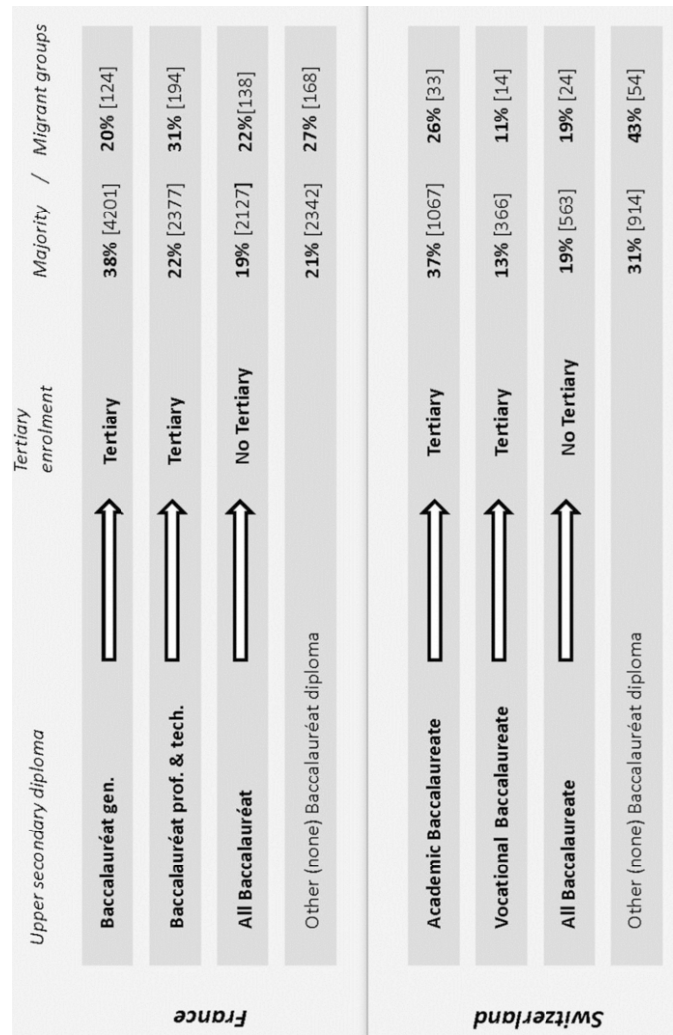 Upper secondary diploma Tertiary enrolment Majority / Migrant groups
France
Baccalauréat gen. Tertiary 38% [4201] 20% [124]
Baccalauréat prof. & tech. Tertiary 22% [2377] 31% [194]
All Baccalauréat No Tertiary 19% [2127] 22%[138]
Other (none) Baccalauréat diploma 21% [2342] 27% [168]
Switzerland
Academic Baccalaureate Tertiary 37% [1067] 26% [33]
Vocational Baccalaureate Tertiary 13% [366] 11% [14]
All Baccalaureate No Tertiary 19% [563] 19% [24]
Other (none) Baccalauréat diploma 31% [914] 43% [54]